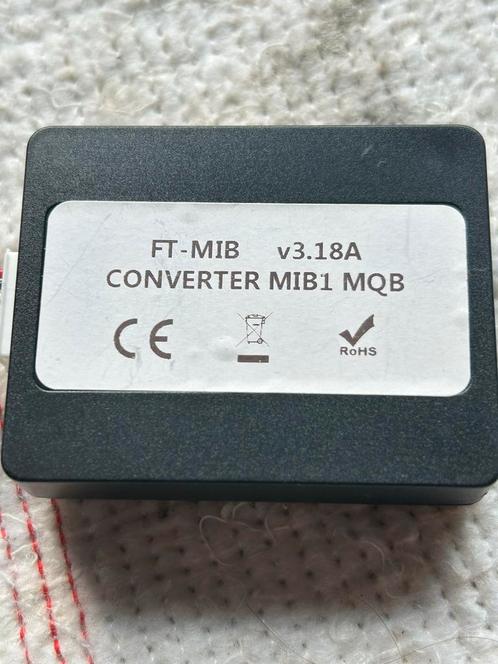 FT-MIB v3.18A
CONVERTER MIB1 MQB
CE
RoHS